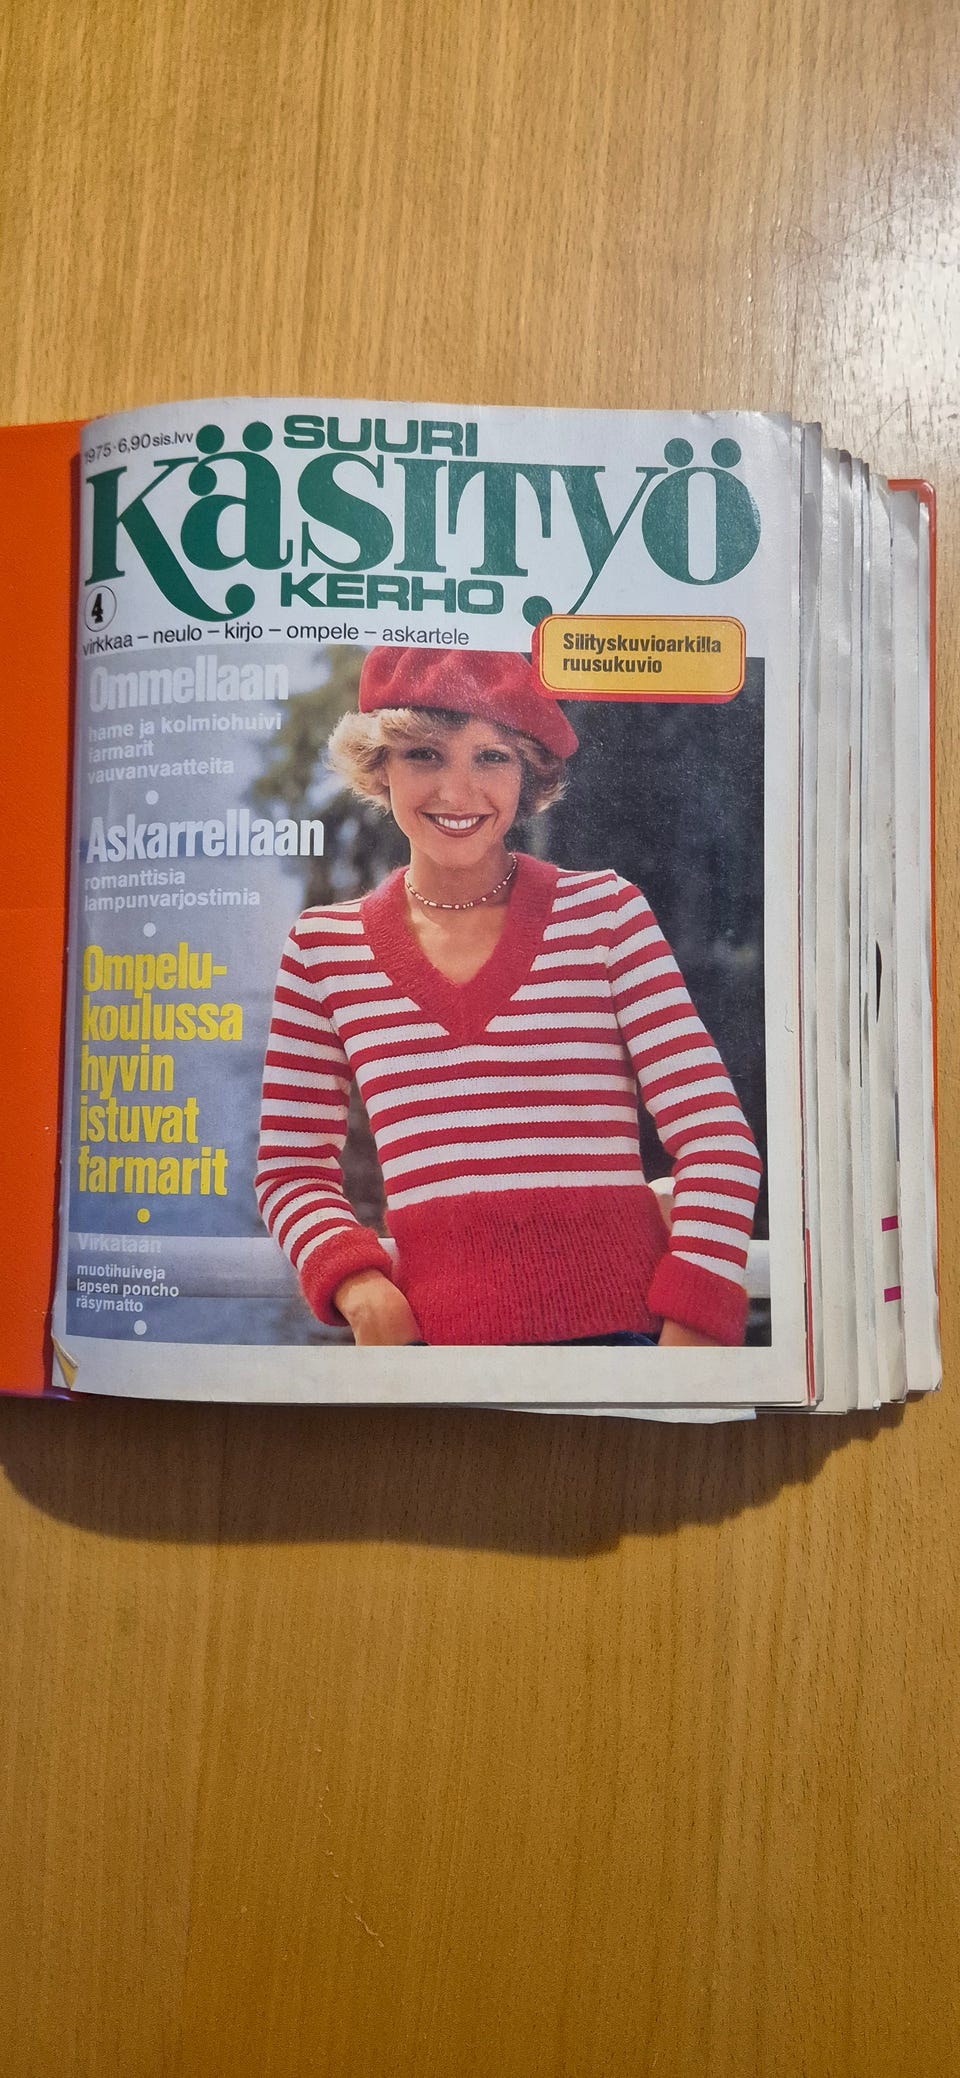 1975·6,90 sis.lvv
SUURI
Käsityö
KERHO
4
virkkaa – neulo – kirjo – ompele – askartele
Silityskuvioarkilla
ruusukuvio
Ommellaan
hame ja kolmiohuivi
farmarit
vauvanvaatteita
Askarrellaan
romanttisia
lampunvarjostimia
Ompelu-
koulussa
hyvin
istuvat
farmarit
Virkataan
muotihuiveja
lapsen poncho
räsymatto